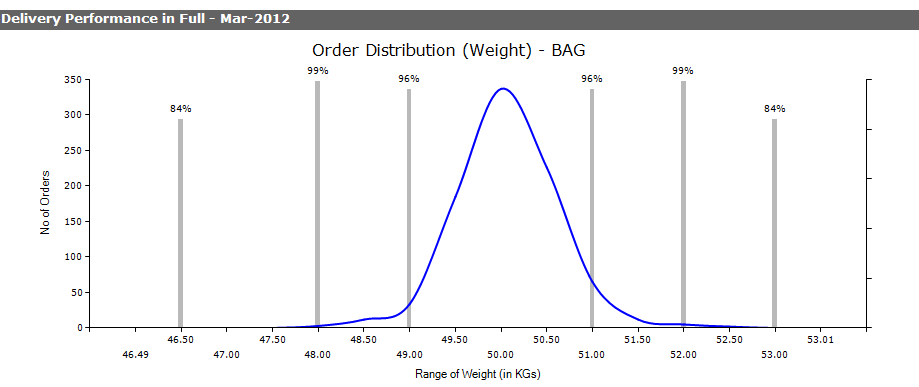 Delivery Performance in Full - Mar-2012
Order Distribution (Weight) - BAG
99% 99%
96% 96%
84% 84%
350
300
250
200
150
100
50
0
No of Orders
46.50 47.50 48.50 49.50 50.50 51.50 52.50 53.01
46.49 47.00 48.00 49.00 50.00 51.00 52.00 53.00
Range of Weight (in KGs)